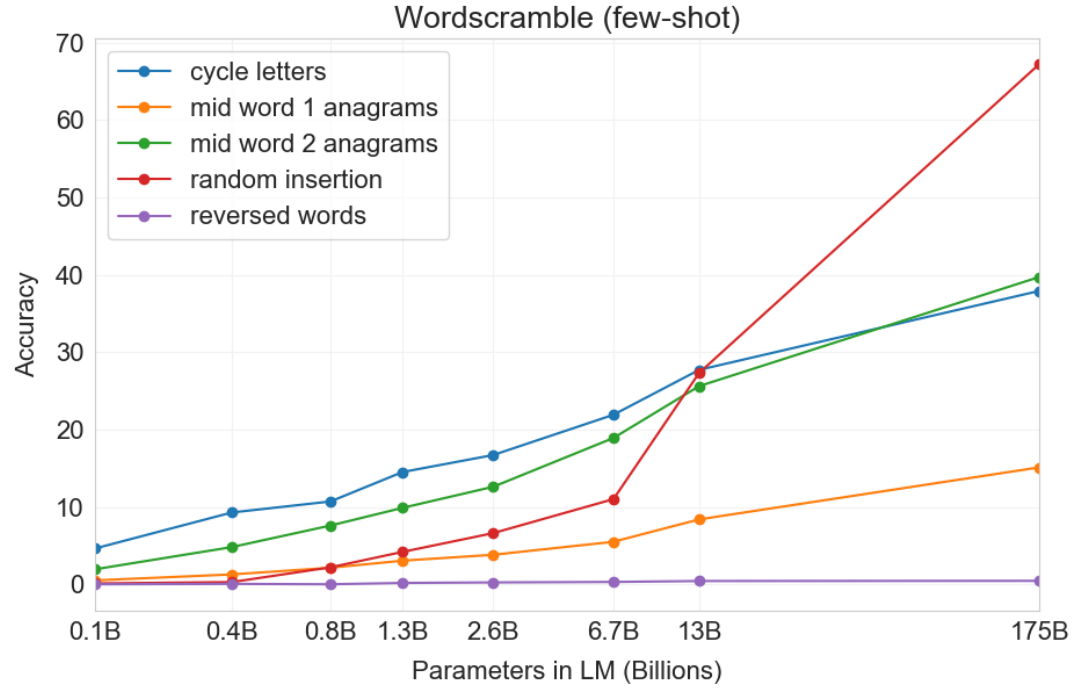 Wordscramble (few-shot)
70
60
50
40
30
20
10
0
Accuracy
cycle letters
mid word 1 anagrams
mid word 2 anagrams
random insertion
reversed words
0.1B 0.4B 0.8B 1.3B 2.6B 6.7B 13B 175B
Parameters in LM (Billions)